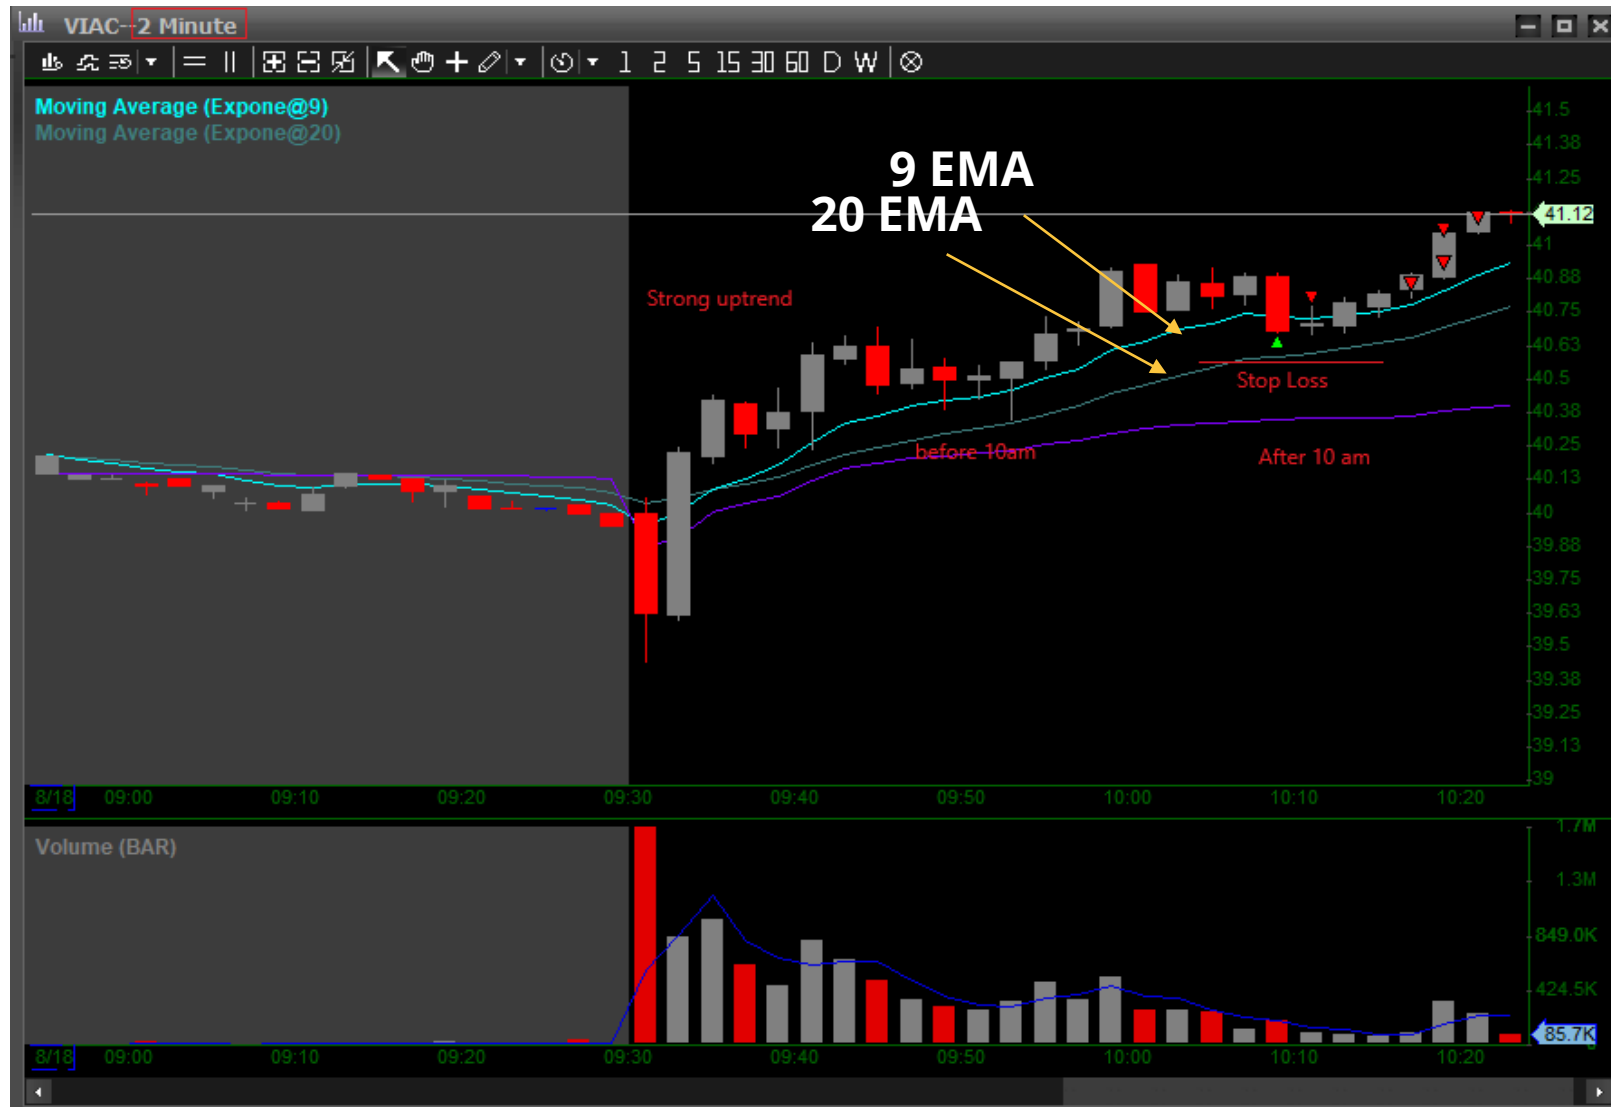 VIAC--2 Minute
1 2 5 15 30 60 D W
Moving Average (Expone@9)
Moving Average (Expone@20)
9 EMA
20 EMA
Strong uptrend
Stop Loss
before 10am
After 10 am
41.5
41.38
41.25
41.12
41
40.88
40.75
40.63
40.5
40.38
40.25
40.13
40
39.88
39.75
39.63
39.5
39.38
39.25
39.13
39
8/18 09:00 09:10 09:20 09:30 09:40 09:50 10:00 10:10 10:20
Volume (BAR)
1.7M
1.3M
849.0K
424.5K
85.7K
0
8/18 09:00 09:10 09:20 09:30 09:40 09:50 10:00 10:10 10:20